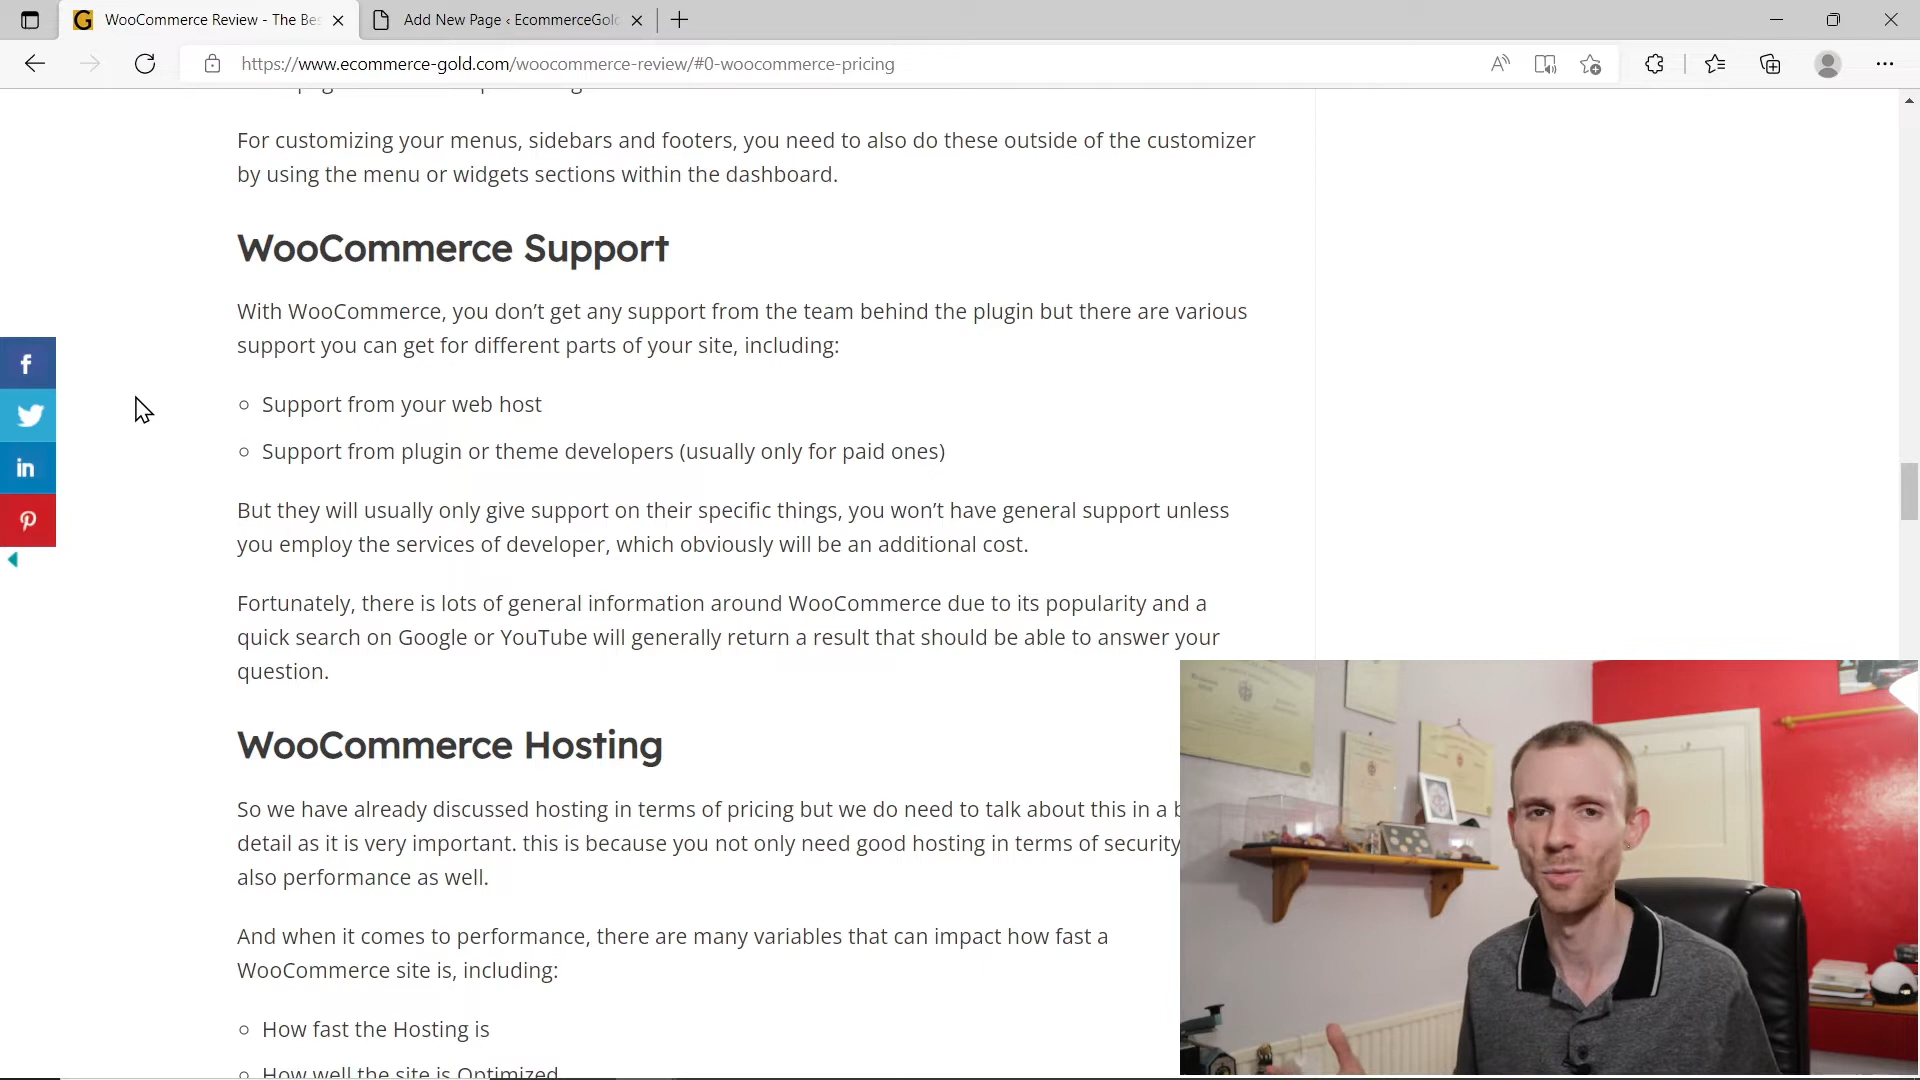 WooCommerce Review - The Bes
Add New Page ‹ EcommerceGold
https://www.ecommerce-gold.com/woocommerce-review/#0-woocommerce-pricing
For customizing your menus, sidebars and footers, you need to also do these outside of the customizer
by using the menu or widgets sections within the dashboard.
WooCommerce Support
With WooCommerce, you don’t get any support from the team behind the plugin but there are various
support you can get for different parts of your site, including:
Support from your web host
Support from plugin or theme developers (usually only for paid ones)
But they will usually only give support on their specific things, you won’t have general support unless
you employ the services of developer, which obviously will be an additional cost.
Fortunately, there is lots of general information around WooCommerce due to its popularity and a
quick search on Google or YouTube will generally return a result that should be able to answer your
question.
WooCommerce Hosting
So we have already discussed hosting in terms of pricing but we do need to talk about this in a
detail as it is very important. this is because you not only need good hosting in terms of security
also performance as well.
And when it comes to performance, there are many variables that can impact how fast a
WooCommerce site is, including:
How fast the Hosting is
How well the site is Optimized